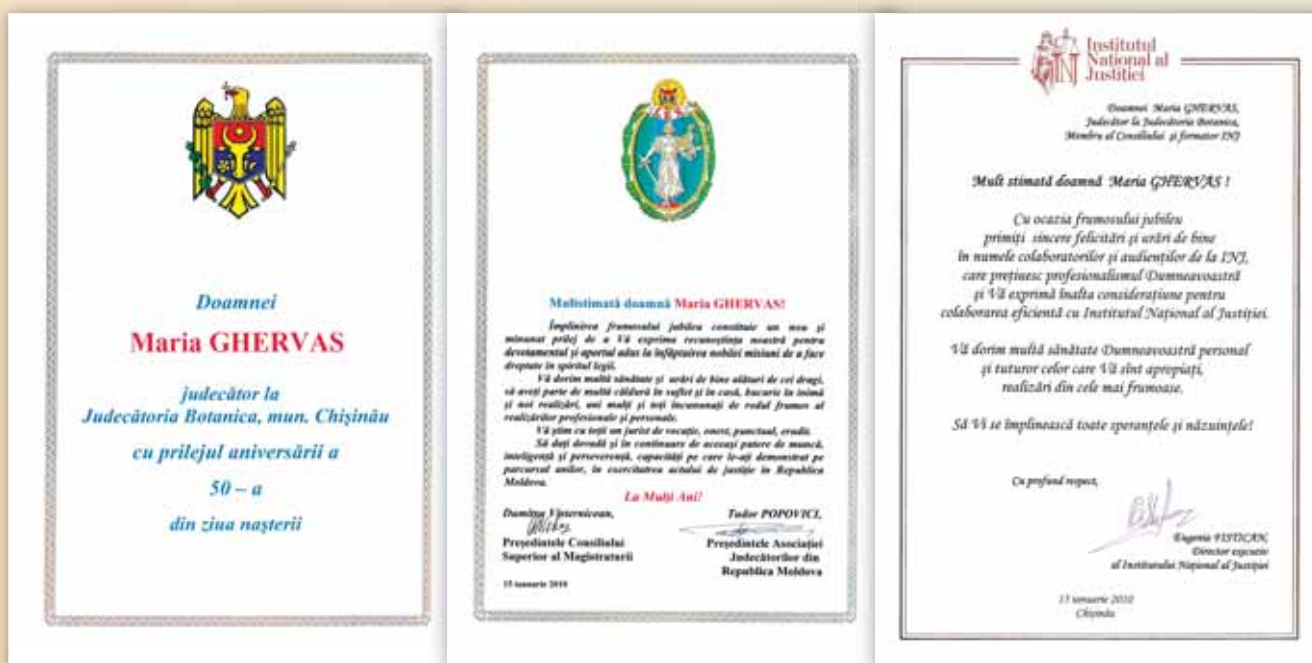 Doamnei
Maria GHERVAS
judecător la
Judecătoria Botanica, mun. Chişinău
cu prilejul aniversării a
50 – a
din ziua naşterii
Multstimată doamnă Maria GHERVAS!
Împlinirea frumosului jubileu constituie un nou şi
minunat prilej de a Vă exprima recunoştinţa noastră pentru
devotamentul şi aportul adus la înfăptuirea nobilei misiuni de a face
dreptate în spiritul legii.
Vă dorim multă sănătate şi urări de bine alături de cei dragi,
să aveţi parte de multă căldură în suflet şi în casă, bucurie în inimă
şi noi realizări, ani mulţi şi toţi încununaţi de rodul frumos al
realizărilor profesionale şi personale.
Vă ştim cu toţii un jurist de vocaţie, onest, punctual, erudit.
Să daţi dovadă şi în continuare de aceeaşi putere de muncă,
inteligenţă şi perseverenţă, capacităţi pe care le-aţi demonstrat pe
parcursul anilor, în exercitarea actului de justiţie în Republica
Moldova.
La Mulţi Ani!
Dumitru Visternicean,
Preşedintele Consiliului
Superior al Magistraturii
15 ianuarie 2010
Tudor POPOVICI,
Preşedintele Asociaţiei
Judecătorilor din
Republica Moldova
INJ
Institutul
Naţional al
Justiţiei
Doamnei Maria GHERVAS,
Judecător la Judecătoria Botanica,
Membru al Consiliului şi formator INJ
Mult stimată doamnă Maria GHERVAS !
Cu ocazia frumosului jubileu
primiţi sincere felicitări şi urări de bine
în numele colaboratorilor şi audienţilor de la INJ,
care preţuiesc profesionalismul Dumneavoastră
şi Vă exprimă înalta consideraţiune pentru
colaborarea eficientă cu Institutul Naţional al Justiţiei.
Vă dorim multă sănătate Dumneavoastră personal
şi tuturor celor care Vă sînt apropiaţi,
realizări din cele mai frumoase.
Să Vi se împlinească toate speranţele şi năzuinţele!
Cu profund respect,
Eugenia FISTICAN,
Director executiv
al Institutului Naţional al Justiţiei
15 ianuarie 2010
Chişinău